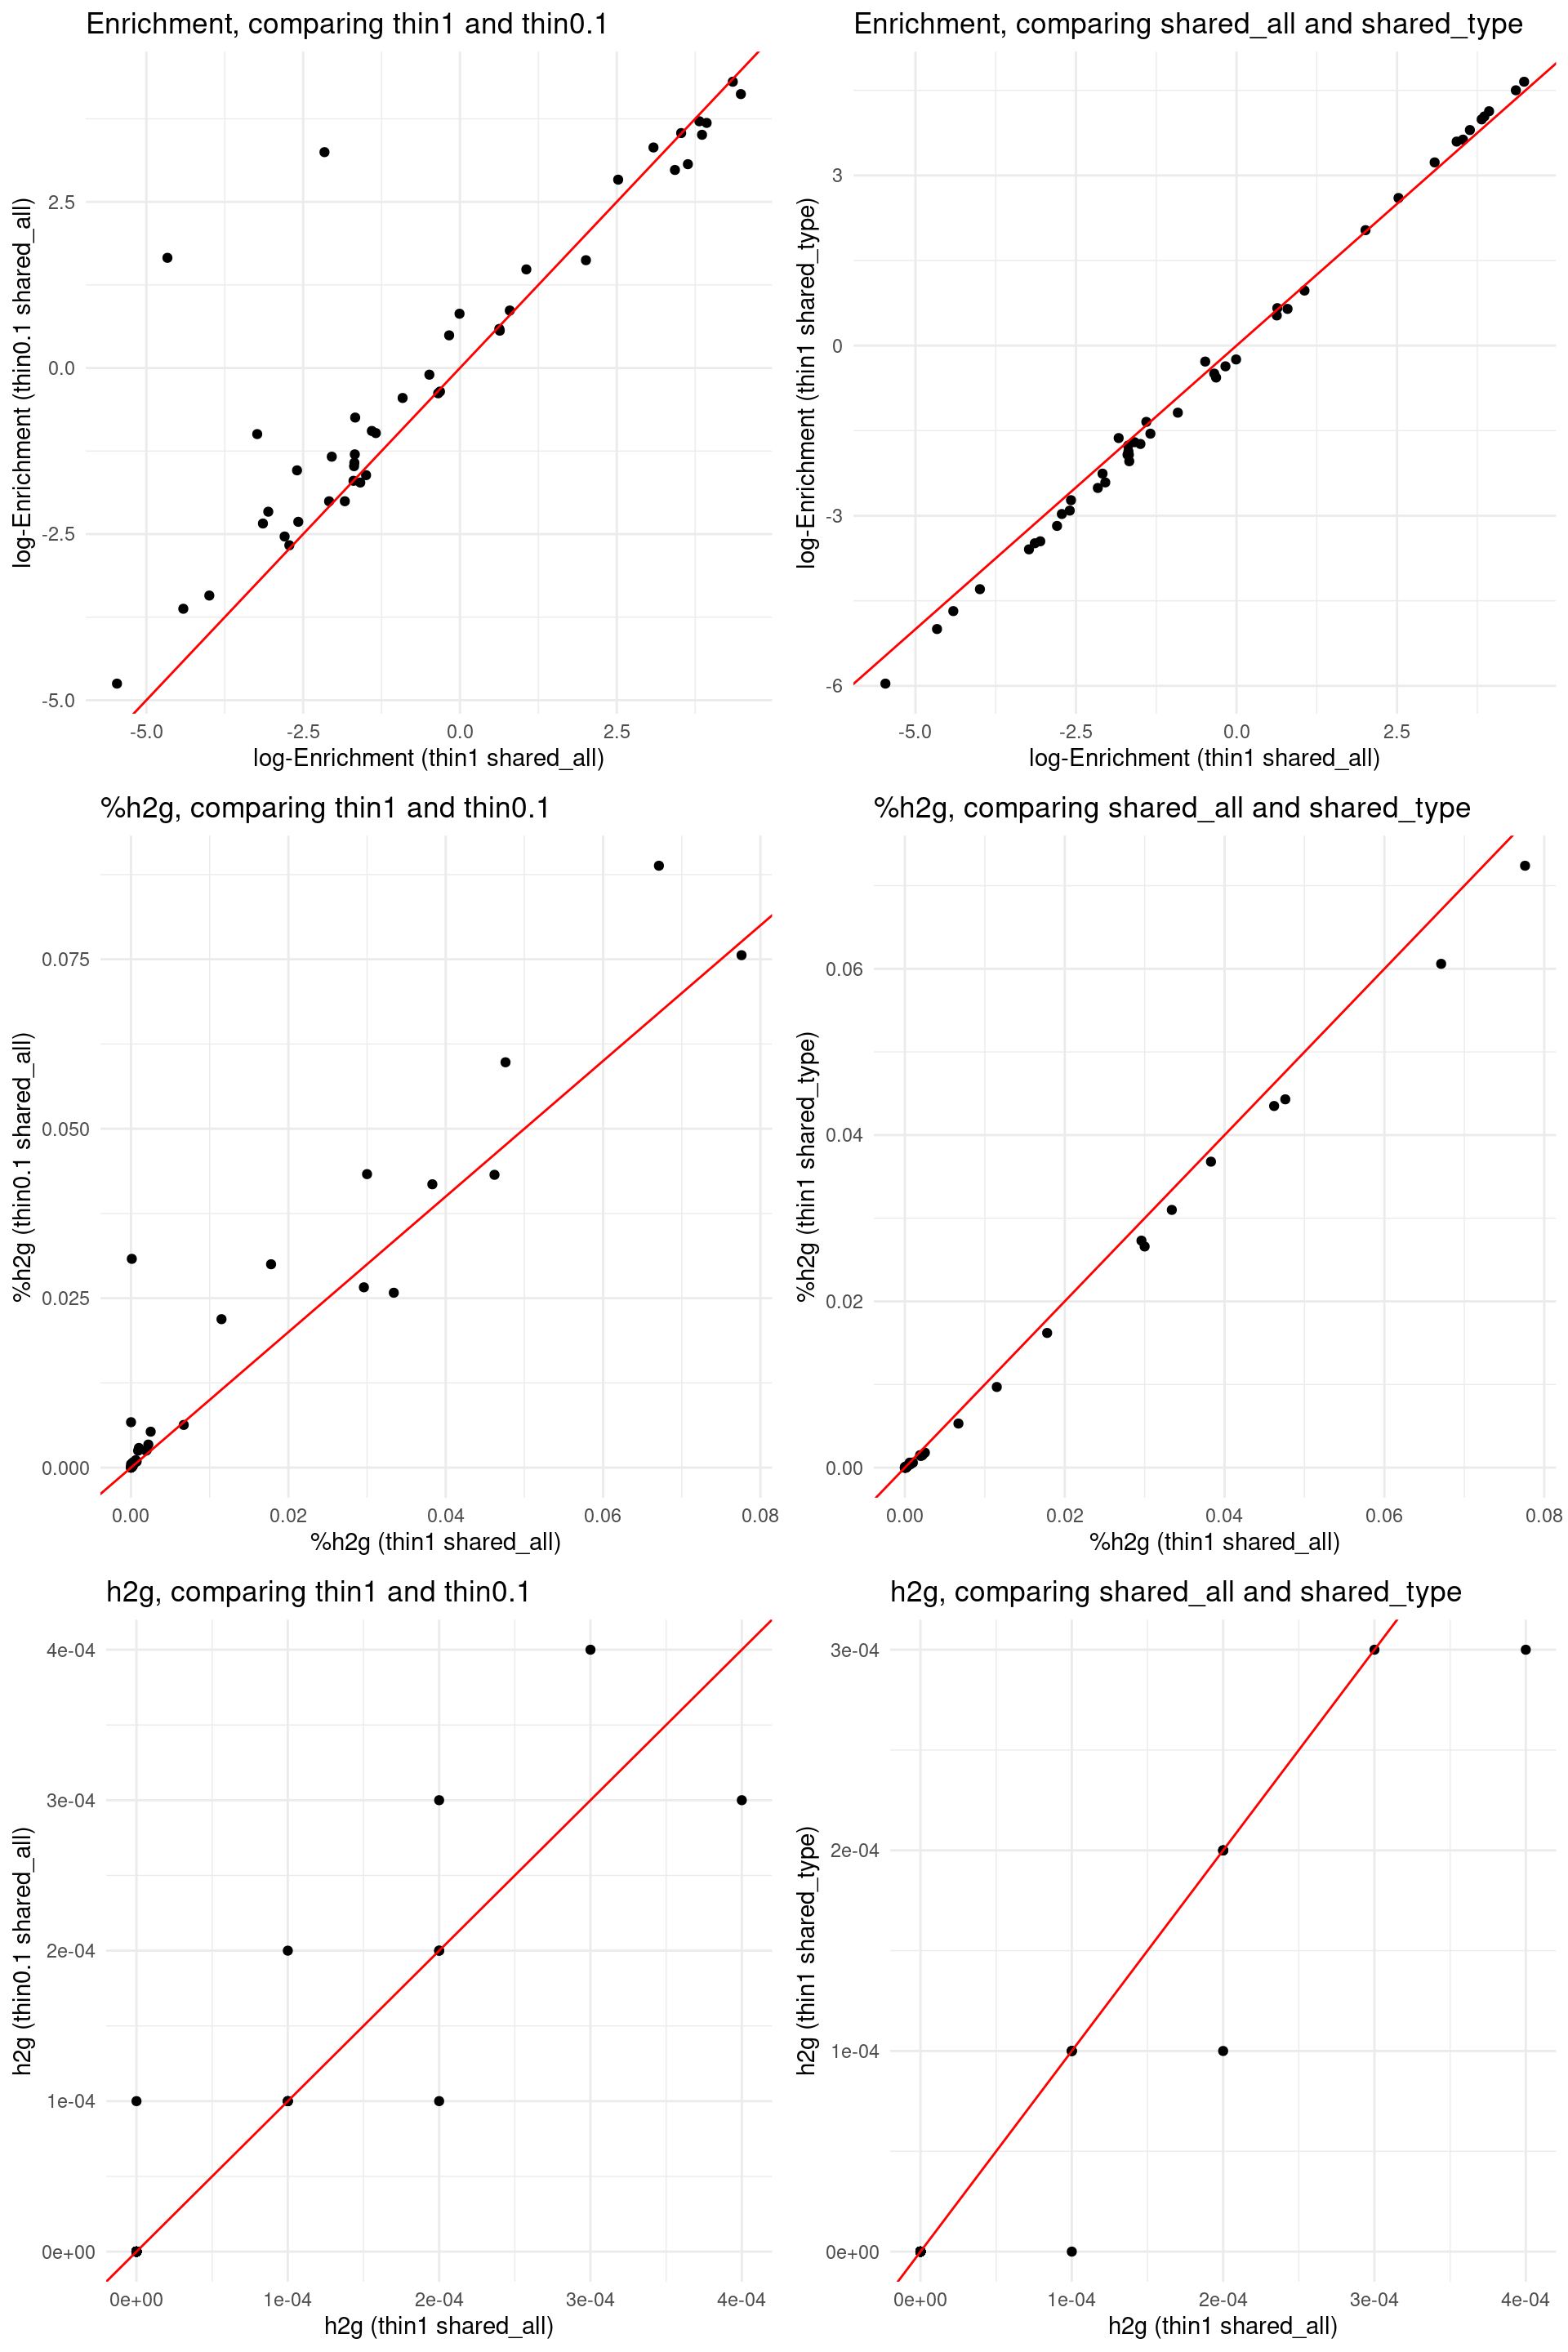 Enrichment, comparing thin1 and thin0.1
log-Enrichment (thin0.1 shared_all)
2.5
0.0
-2.5
-5.0
-5.0 -2.5 0.0 2.5
log-Enrichment (thin1 shared_all)
Enrichment, comparing shared_all and shared_type
log-Enrichment (thin1 shared_type)
3
0
-3
-6
-5.0 -2.5 0.0 2.5
log-Enrichment (thin1 shared_all)
%h2g, comparing thin1 and thin0.1
%h2g (thin0.1 shared_all)
0.075
0.050
0.025
0.000
0.00 0.02 0.04 0.06 0.08
%h2g (thin1 shared_all)
%h2g, comparing shared_all and shared_type
%h2g (thin1 shared_type)
0.06
0.04
0.02
0.00
0.00 0.02 0.04 0.06 0.08
%h2g (thin1 shared_all)
h2g, comparing thin1 and thin0.1
h2g (thin0.1 shared_all)
4e-04
3e-04
2e-04
1e-04
0e+00
0e+00 1e-04 2e-04 3e-04 4e-04
h2g (thin1 shared_all)
h2g, comparing shared_all and shared_type
h2g (thin1 shared_type)
3e-04
2e-04
1e-04
0e+00
0e+00 1e-04 2e-04 3e-04 4e-04
h2g (thin1 shared_all)